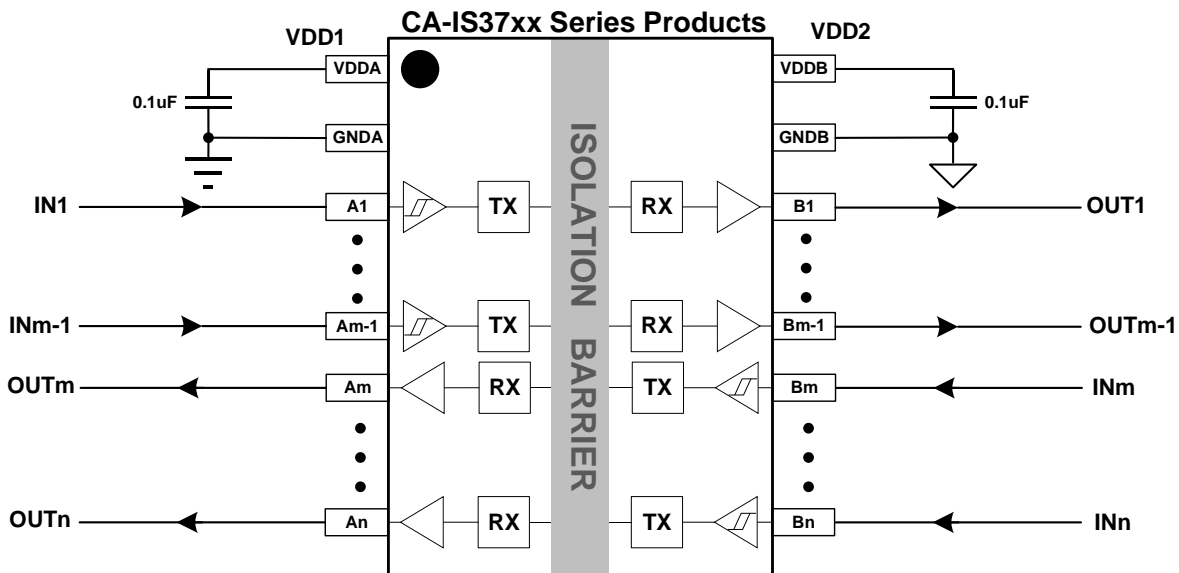 CA-IS37xx Series Products
VDD1
VDD2
VDDA
VDDB
0.1uF
0.1uF
GNDA
GNDB
ISOLATION BARRIER
IN1
A1
TX
RX
B1
OUT1
INm-1
Am-1
TX
RX
Bm-1
OUTm-1
OUTm
Am
RX
TX
Bm
INm
OUTn
An
RX
TX
Bn
INn